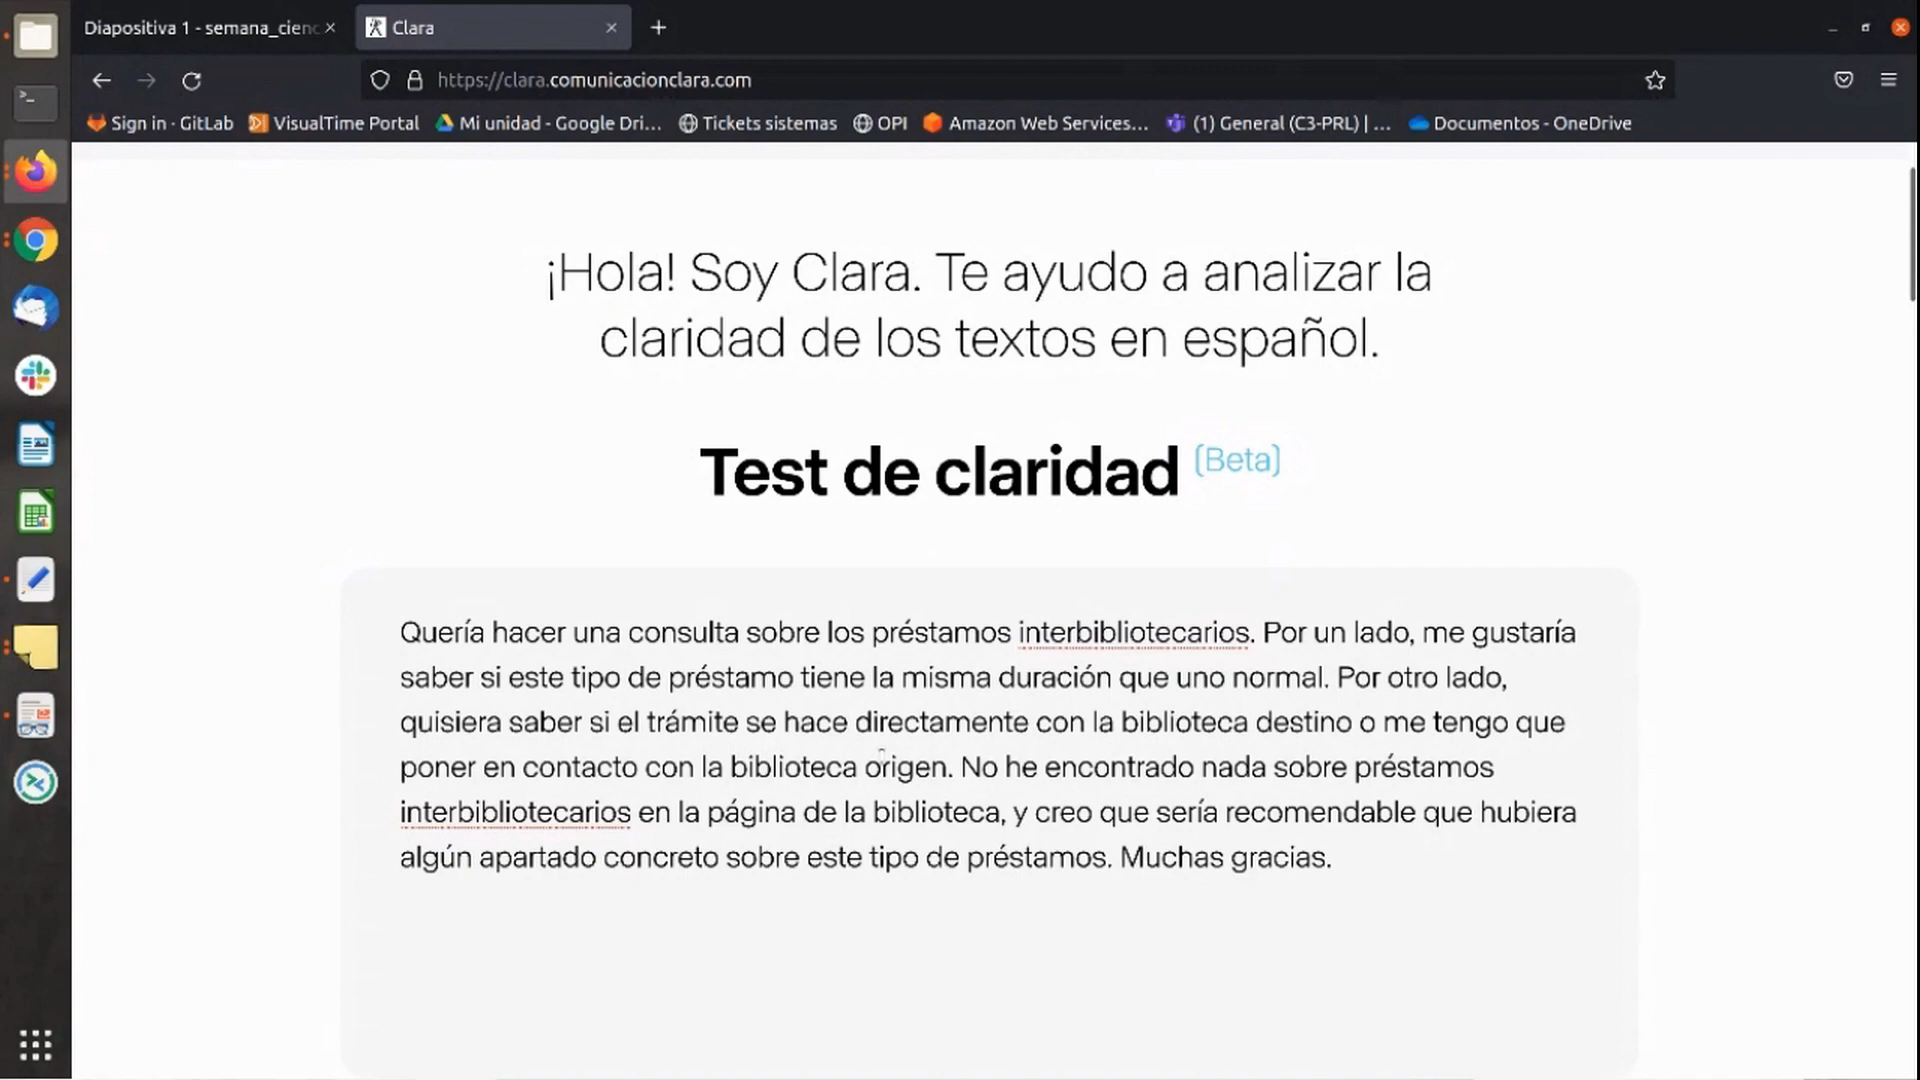 Diapositiva 1 - semana_cienc
Clara
https://clara.comunicacionclara.com
Sign in · GitLab
VisualTime Portal
Mi unidad - Google Dri...
Tickets sistemas
OPI
Amazon Web Services...
(1) General (C3-PRL) | ...
Documentos - OneDrive
¡Hola! Soy Clara. Te ayudo a analizar la
claridad de los textos en español.
Test de claridad (Beta)
Quería hacer una consulta sobre los préstamos interbibliotecarios. Por un lado, me gustaría
saber si este tipo de préstamo tiene la misma duración que uno normal. Por otro lado,
quisiera saber si el trámite se hace directamente con la biblioteca destino o me tengo que
poner en contacto con la biblioteca origen. No he encontrado nada sobre préstamos
interbibliotecarios en la página de la biblioteca, y creo que sería recomendable que hubiera
algún apartado concreto sobre este tipo de préstamos. Muchas gracias.